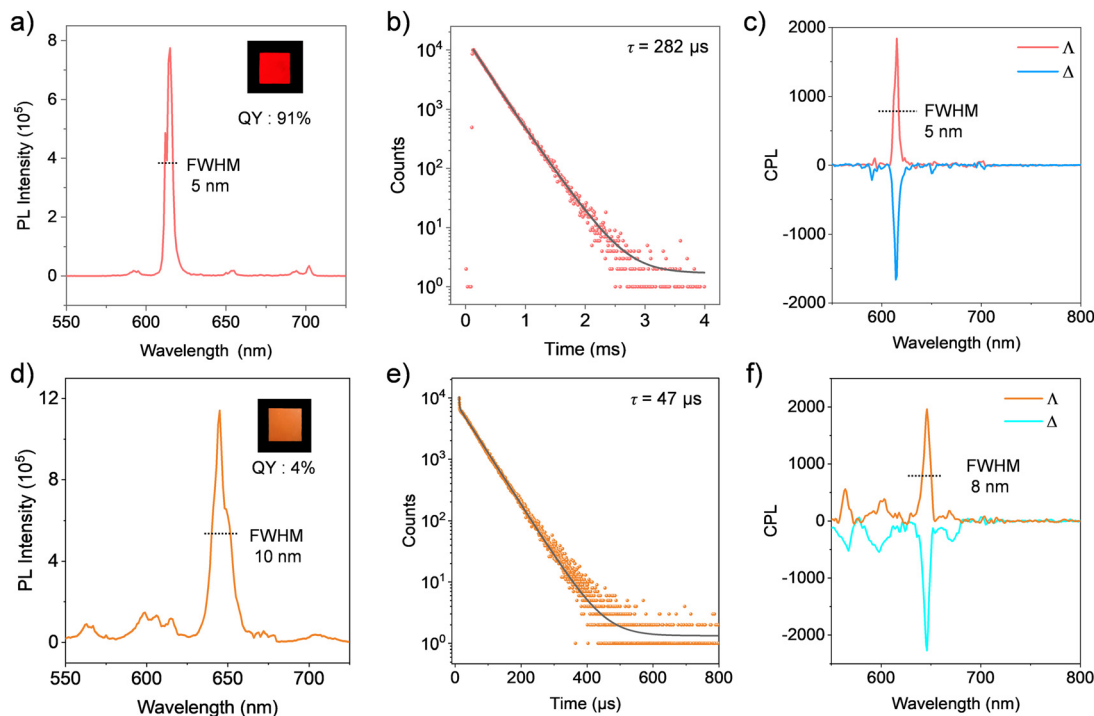 a)
8
6
4
2
0
PL Intensity (10⁵)
QY : 91%
FWHM
5 nm
550
600
650
700
Wavelength (nm)
b)
10⁴
10³
10²
10¹
10⁰
Counts
τ = 282 μs
0
1
2
3
4
Time (ms)
c)
2000
1000
0
-1000
-2000
CPL
Λ
Δ
FWHM
5 nm
600
700
800
Wavelength (nm)
d)
12
9
6
3
0
PL Intensity (10⁵)
QY : 4%
FWHM
10 nm
550
600
650
700
Wavelength (nm)
e)
10⁴
10³
10²
10¹
10⁰
Counts
τ = 47 μs
0
200
400
600
800
Time (μs)
f)
2000
1000
0
-1000
-2000
CPL
Λ
Δ
FWHM
8 nm
600
700
800
Wavelength (nm)